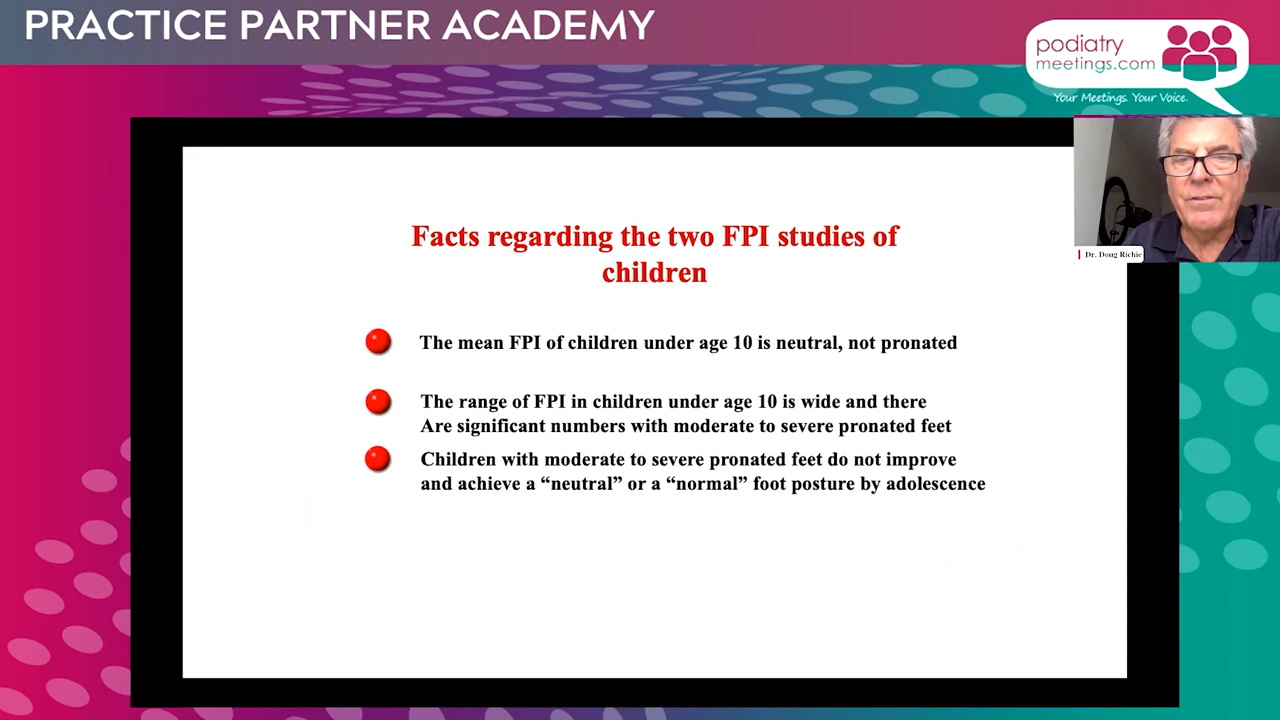 PRACTICE PARTNER ACADEMY
podiatry
meetings.com
Your Meetings. Your Voice.
Dr. Doug Richie
Facts regarding the two FPI studies of
children
The mean FPI of children under age 10 is neutral, not pronated
The range of FPI in children under age 10 is wide and there
Are significant numbers with moderate to severe pronated feet
Children with moderate to severe pronated feet do not improve
and achieve a “neutral” or a “normal” foot posture by adolescence